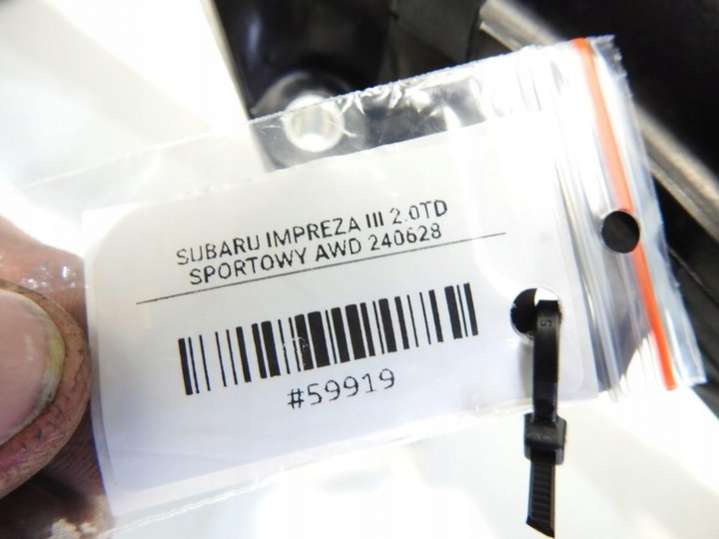 SUBARU IMPREZA III 2.0TD
SPORTOWY AWD 240628
#59919